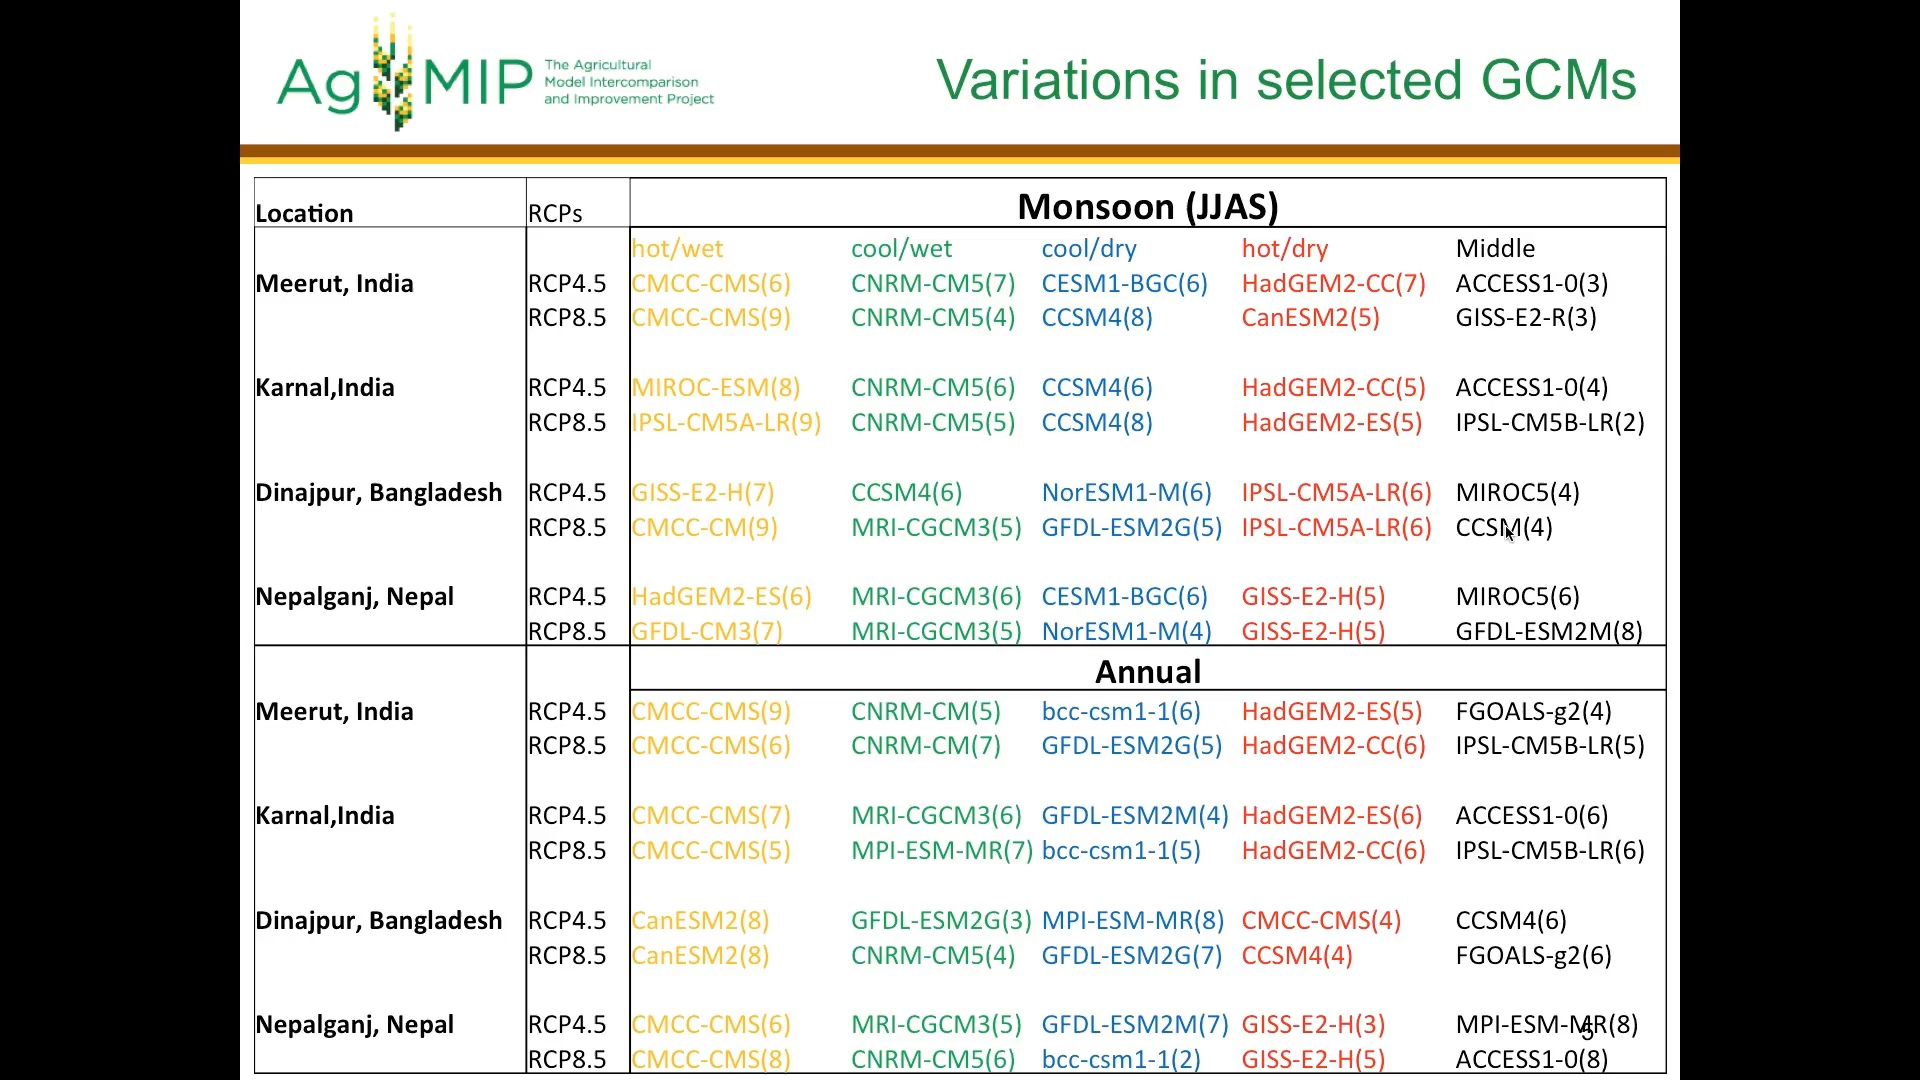 AgMIP
The Agricultural
Model Intercomparison
and Improvement Project
Variations in selected GCMs
Location RCPs Monsoon (JJAS)
hot/wet cool/wet cool/dry hot/dry Middle
Meerut, India RCP4.5 CMCC-CMS(6) CNRM-CM5(7) CESM1-BGC(6) HadGEM2-CC(7) ACCESS1-0(3)
RCP8.5 CMCC-CMS(9) CNRM-CM5(4) CCSM4(8) CanESM2(5) GISS-E2-R(3)
Karnal,India RCP4.5 MIROC-ESM(8) CNRM-CM5(6) CCSM4(6) HadGEM2-CC(5) ACCESS1-0(4)
RCP8.5 IPSL-CM5A-LR(9) CNRM-CM5(5) CCSM4(8) HadGEM2-ES(5) IPSL-CM5B-LR(2)
Dinajpur, Bangladesh RCP4.5 GISS-E2-H(7) CCSM4(6) NorESM1-M(6) IPSL-CM5A-LR(6) MIROC5(4)
RCP8.5 CMCC-CM(9) MRI-CGCM3(5) GFDL-ESM2G(5) IPSL-CM5A-LR(6) CCSM(4)
Nepalganj, Nepal RCP4.5 HadGEM2-ES(6) MRI-CGCM3(6) CESM1-BGC(6) GISS-E2-H(5) MIROC5(6)
RCP8.5 GFDL-CM3(7) MRI-CGCM3(5) NorESM1-M(4) GISS-E2-H(5) GFDL-ESM2M(8)
Annual
Meerut, India RCP4.5 CMCC-CMS(9) CNRM-CM(5) bcc-csm1-1(6) HadGEM2-ES(5) FGOALS-g2(4)
RCP8.5 CMCC-CMS(6) CNRM-CM(7) GFDL-ESM2G(5) HadGEM2-CC(6) IPSL-CM5B-LR(5)
Karnal,India RCP4.5 CMCC-CMS(7) MRI-CGCM3(6) GFDL-ESM2M(4) HadGEM2-ES(6) ACCESS1-0(6)
RCP8.5 CMCC-CMS(5) MPI-ESM-MR(7) bcc-csm1-1(5) HadGEM2-CC(6) IPSL-CM5B-LR(6)
Dinajpur, Bangladesh RCP4.5 CanESM2(8) GFDL-ESM2G(3) MPI-ESM-MR(8) CMCC-CMS(4) CCSM4(6)
RCP8.5 CanESM2(8) CNRM-CM5(4) GFDL-ESM2G(7) CCSM4(4) FGOALS-g2(6)
Nepalganj, Nepal RCP4.5 CMCC-CMS(6) MRI-CGCM3(5) GFDL-ESM2M(7) GISS-E2-H(3) MPI-ESM-MR(8)
5
RCP8.5 CMCC-CMS(8) CNRM-CM5(6) bcc-csm1-1(2) GISS-E2-H(5) ACCESS1-0(8)